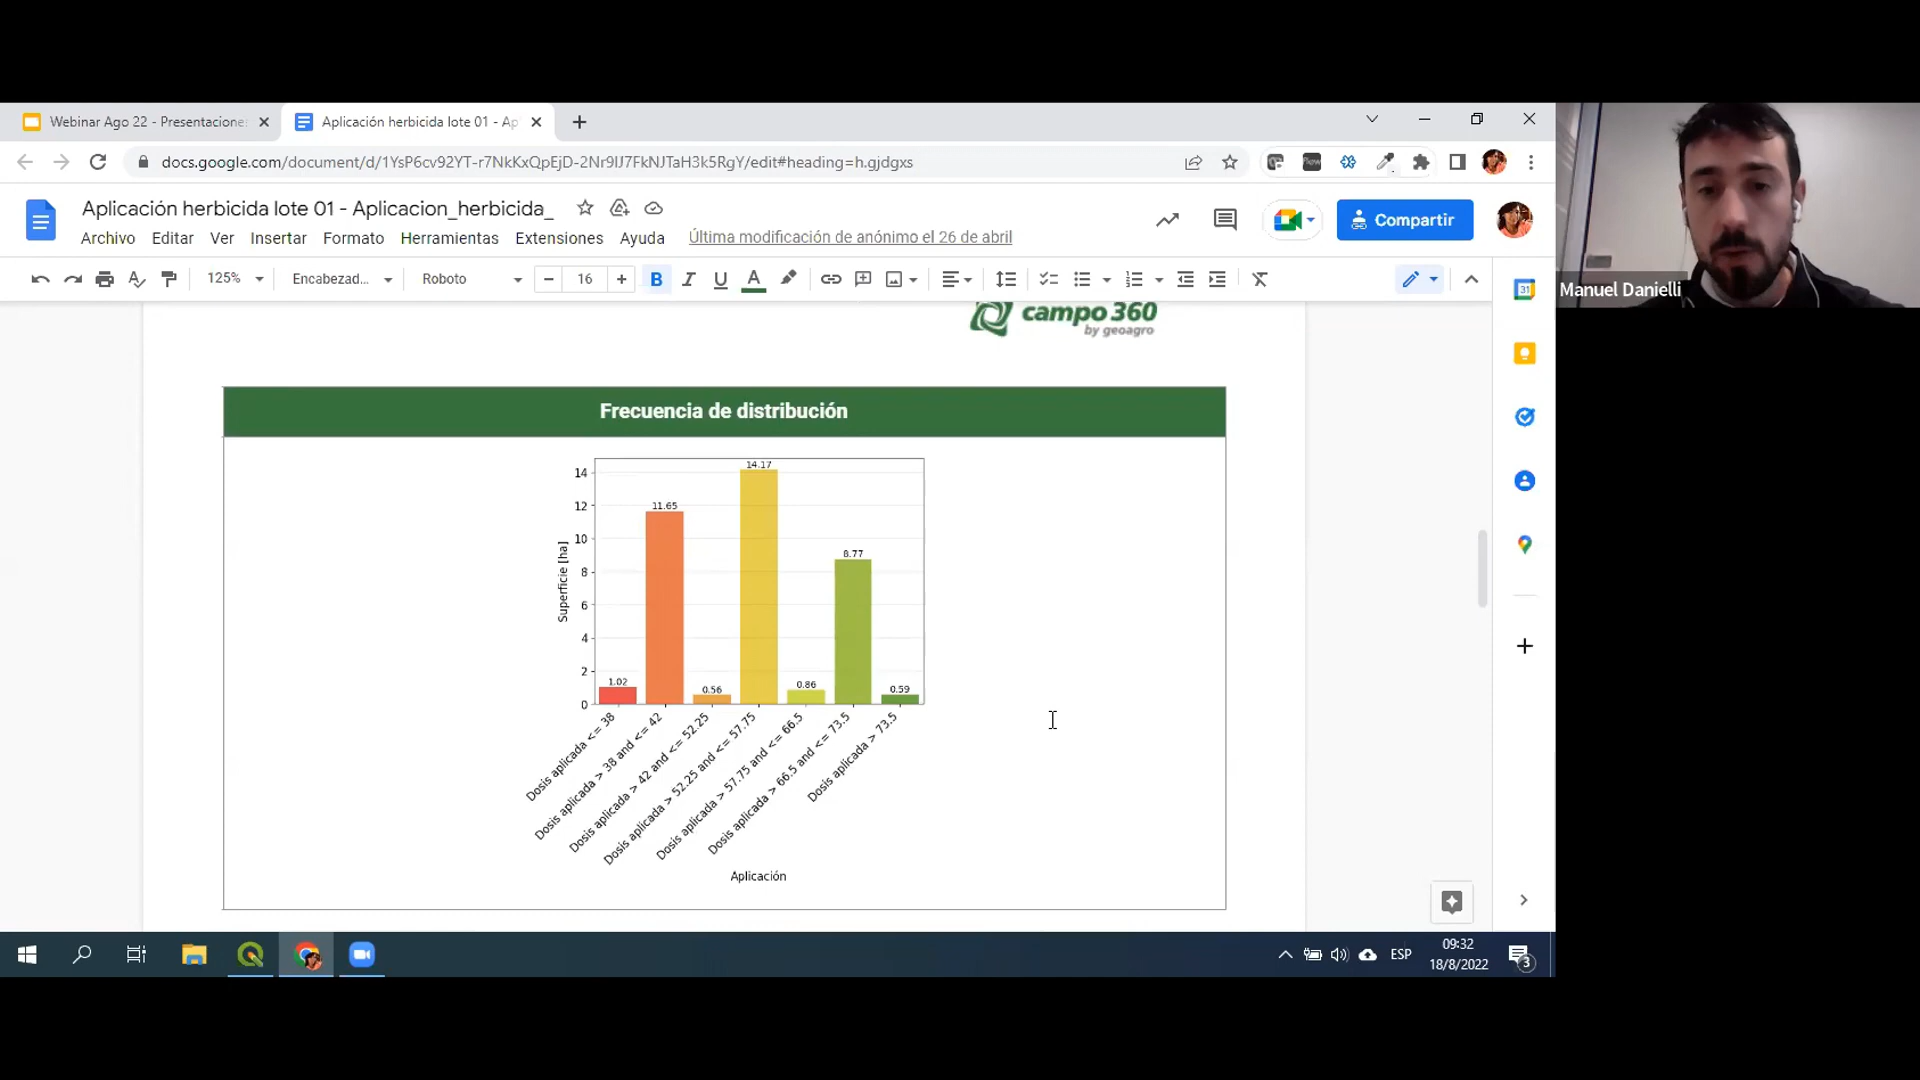 Webinar Ago 22 - Presentacione
Aplicación herbicida lote 01 - Ap
docs.google.com/document/d/1YsP6cv92YT-r7NkKxQpEjD-2Nr9IJ7FkNJTaH3k5RgY/edit#heading=h.gjdgxs
Aplicación herbicida lote 01 - Aplicacion_herbicida_
Archivo Editar Ver Insertar Formato Herramientas Extensiones Ayuda Última modificación de anónimo el 26 de abril
Compartir
125% Encabezad... Roboto 16 B I U A
31
Manuel Danielli
campo 360
by geoagro
Frecuencia de distribución
14
12
10
8
6
4
2
0
Superficie [ha]
1.02
11.65
0.56
14.17
0.86
8.77
0.59
Dosis aplicada <= 38
Dosis aplicada > 38 and <= 42
Dosis aplicada > 42 and <= 52.25
Dosis aplicada > 52.25 and <= 57.75
Dosis aplicada > 57.75 and <= 66.5
Dosis aplicada > 66.5 and <= 73.5
Dosis aplicada > 73.5
Aplicación
ESP
09:32
18/8/2022
3